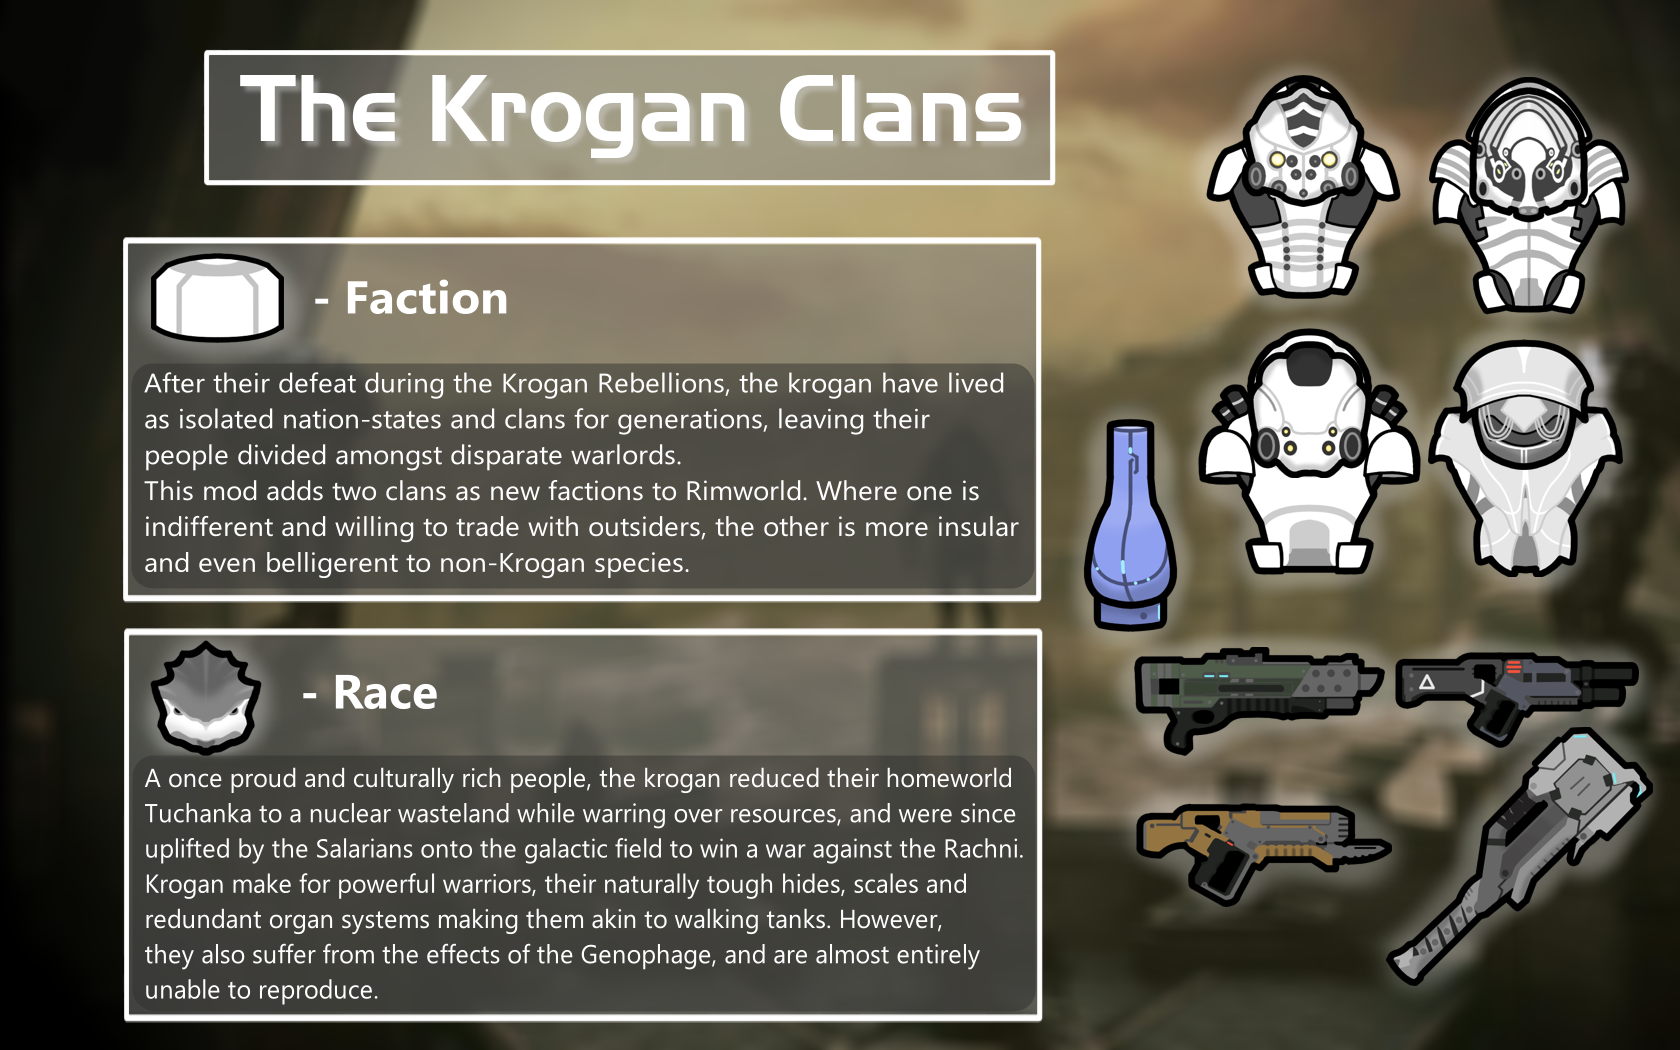 The Krogan Clans
- Faction
After their defeat during the Krogan Rebellions, the krogan have lived
as isolated nation-states and clans for generations, leaving their
people divided amongst disparate warlords.
This mod adds two clans as new factions to Rimworld. Where one is
indifferent and willing to trade with outsiders, the other is more insular
and even belligerent to non-Krogan species.
- Race
A once proud and culturally rich people, the krogan reduced their homeworld
Tuchanka to a nuclear wasteland while warring over resources, and were since
uplifted by the Salarians onto the galactic field to win a war against the Rachni.
Krogan make for powerful warriors, their naturally tough hides, scales and
redundant organ systems making them akin to walking tanks. However,
they also suffer from the effects of the Genophage, and are almost entirely
unable to reproduce.